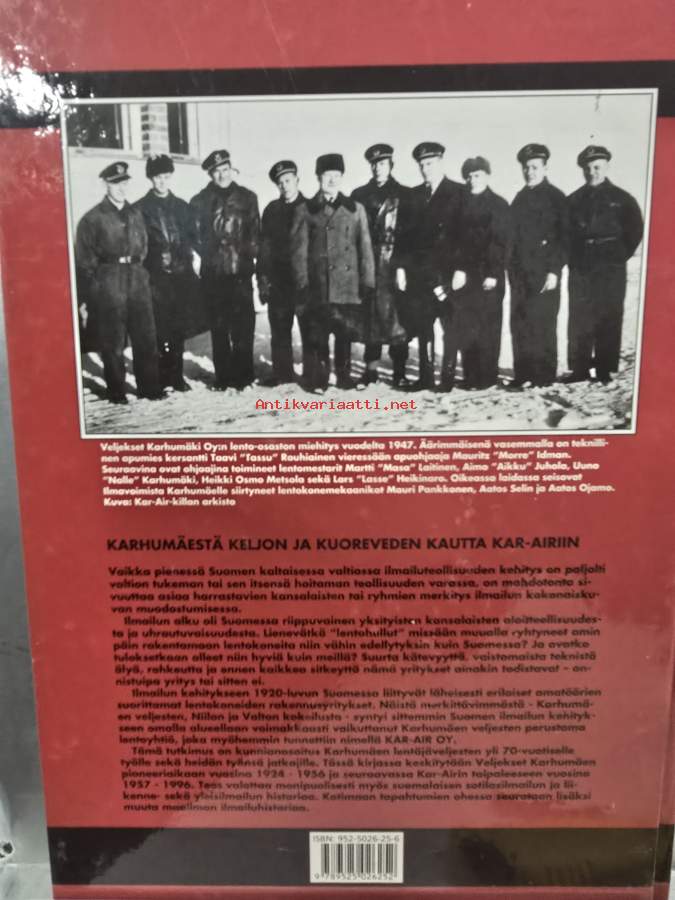 Antikvariaatti.net
Veljekset Karhumäki Oy:n lento-osaston miehitys vuodelta 1947. Äärimmäisenä vasemmalla on teknilli-
nen apumies kersantti Taavi "Tassu" Rouhiainen vieressään apuohjaaja Mauritz "Morre" Idman.
Seuraavina ovat ohjaajina toimineet lentomestarit Martti "Masa" Laitinen, Aimo "Aikku" Juhola, Uuno
"Nalle" Karhumäki, Heikki Osmo Metsola sekä Lars "Lasse" Heikinaro. Oikeassa laidassa seisovat
Ilmavoimista Karhumäelle siirtyneet lentokonemekaanikot Mauri Pankkonen, Aatos Selin ja Aatos Ojamo.
Kuva: Kar-Air-killan arkisto
KARHUMÄESTÄ KELJON JA KUOREVEDEN KAUTTA KAR-AIRIIN
Vaikka pienessä Suomen kaltaisessa valtiossa ilmailuteollisuuden kehitys on paljolti
valtion tukeman tai sen itsensä hoitaman teollisuuden varassa, on mahdotonta si-
vuuttaa asiaa harrastavien kansalaisten tai ryhmien merkitys ilmailun kokonaisku-
van muodostumisessa.
Ilmailun alku oli Suomessa riippuvainen yksityisten kansalaisten aloitteellisuudes-
ta ja uhrautuvaisuudesta. Lienevätkä "lentohullut" missään muualla ryhtyneet omin
päin rakentamaan lentokoneita niin vähin edellytyksin kuin Suomessa? Ja ovatko
tuloksetkaan olleet niin hyviä kuin meillä? Suurta kätevyyttä, vaistomaista teknistä
älyä, rohkeutta ja ennen kaikkea sitkeyttä nämä yritykset ainakin todistavat - on-
nistuipa yritys tai sitten ei.
Ilmailun kehitykseen 1920-luvun Suomessa liittyvät läheisesti erilaiset amatöörien
suorittamat lentokoneiden rakennusyritykset. Näistä merkittävimmästä - Karhumä-
en veljesten, Niilon ja Valton kokeilusta - syntyi sittemmin Suomen ilmailun kehityk-
seen omalla alueellaan voimakkaasti vaikuttanut Karhumäen veljesten perustama
lentoyhtiö, joka myöhemmin tunnettiin nimellä KAR-AIR OY.
Tämä tutkimus on kunnianosoitus Karhumäen lentäjäveljesten yli 70-vuotiselle
työlle sekä heidän työnsä jatkajille. Tässä kirjassa keskitytään Veljekset Karhumäen
pioneeriaikaan vuosina 1924 - 1956 ja seuraavassa Kar-Airin taipaleeseen vuosina
1957 - 1996. Teos valottaa monipuolisesti myös suomalaisen sotilasilmailun ja lii-
kenne- sekä yleisilmailun historiaa. Kotimaan tapahtumien ohessa seurataan lisäksi
muuta maailman ilmailuhistoriaa.
ISBN: 952-5026-25-6
9 789525 026252